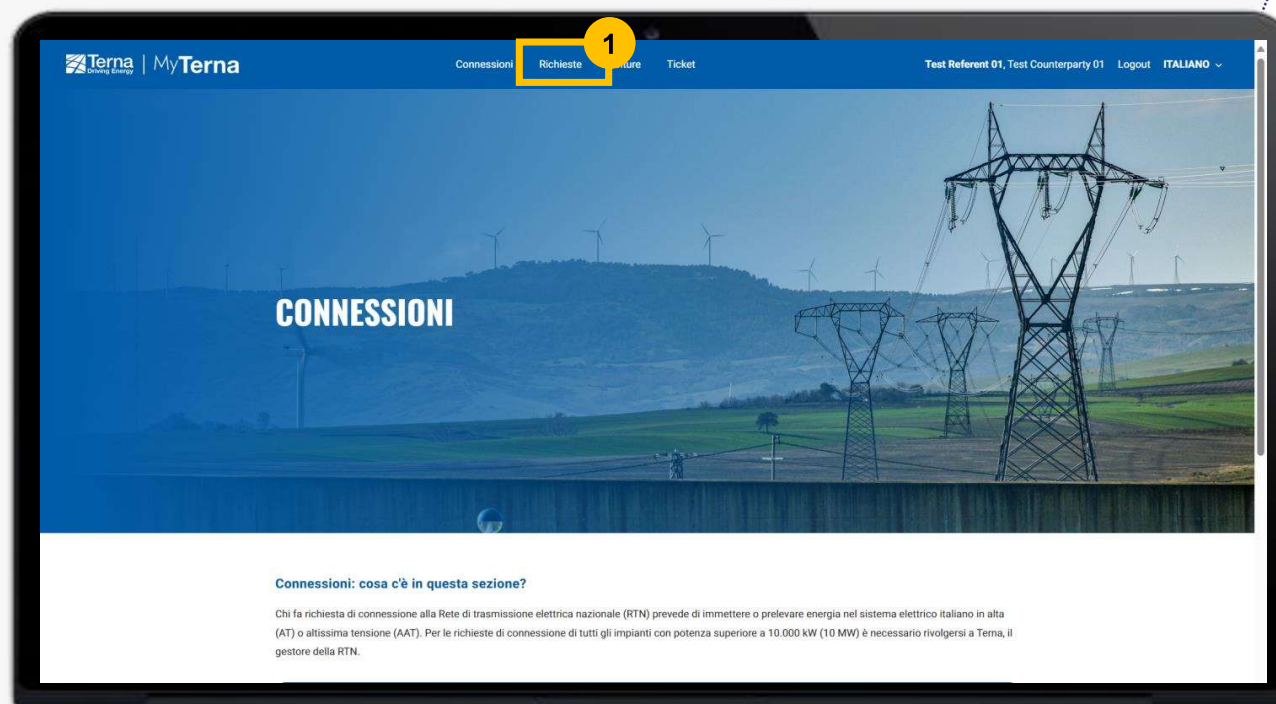 1
Terna
Driving Energy
MyTerna
Connessioni Richieste Ticket
Test Referent 01, Test Counterparty 01 Logout ITALIANO
CONNESSIONI
Connessioni: cosa c'è in questa sezione?
Chi fa richiesta di connessione alla Rete di trasmissione elettrica nazionale (RTN) prevede di immettere o prelevare energia nel sistema elettrico italiano in alta
(AT) o altissima tensione (AAT). Per le richieste di connessione di tutti gli impianti con potenza superiore a 10.000 kW (10 MW) è necessario rivolgersi a Terna, il
gestore della RTN.